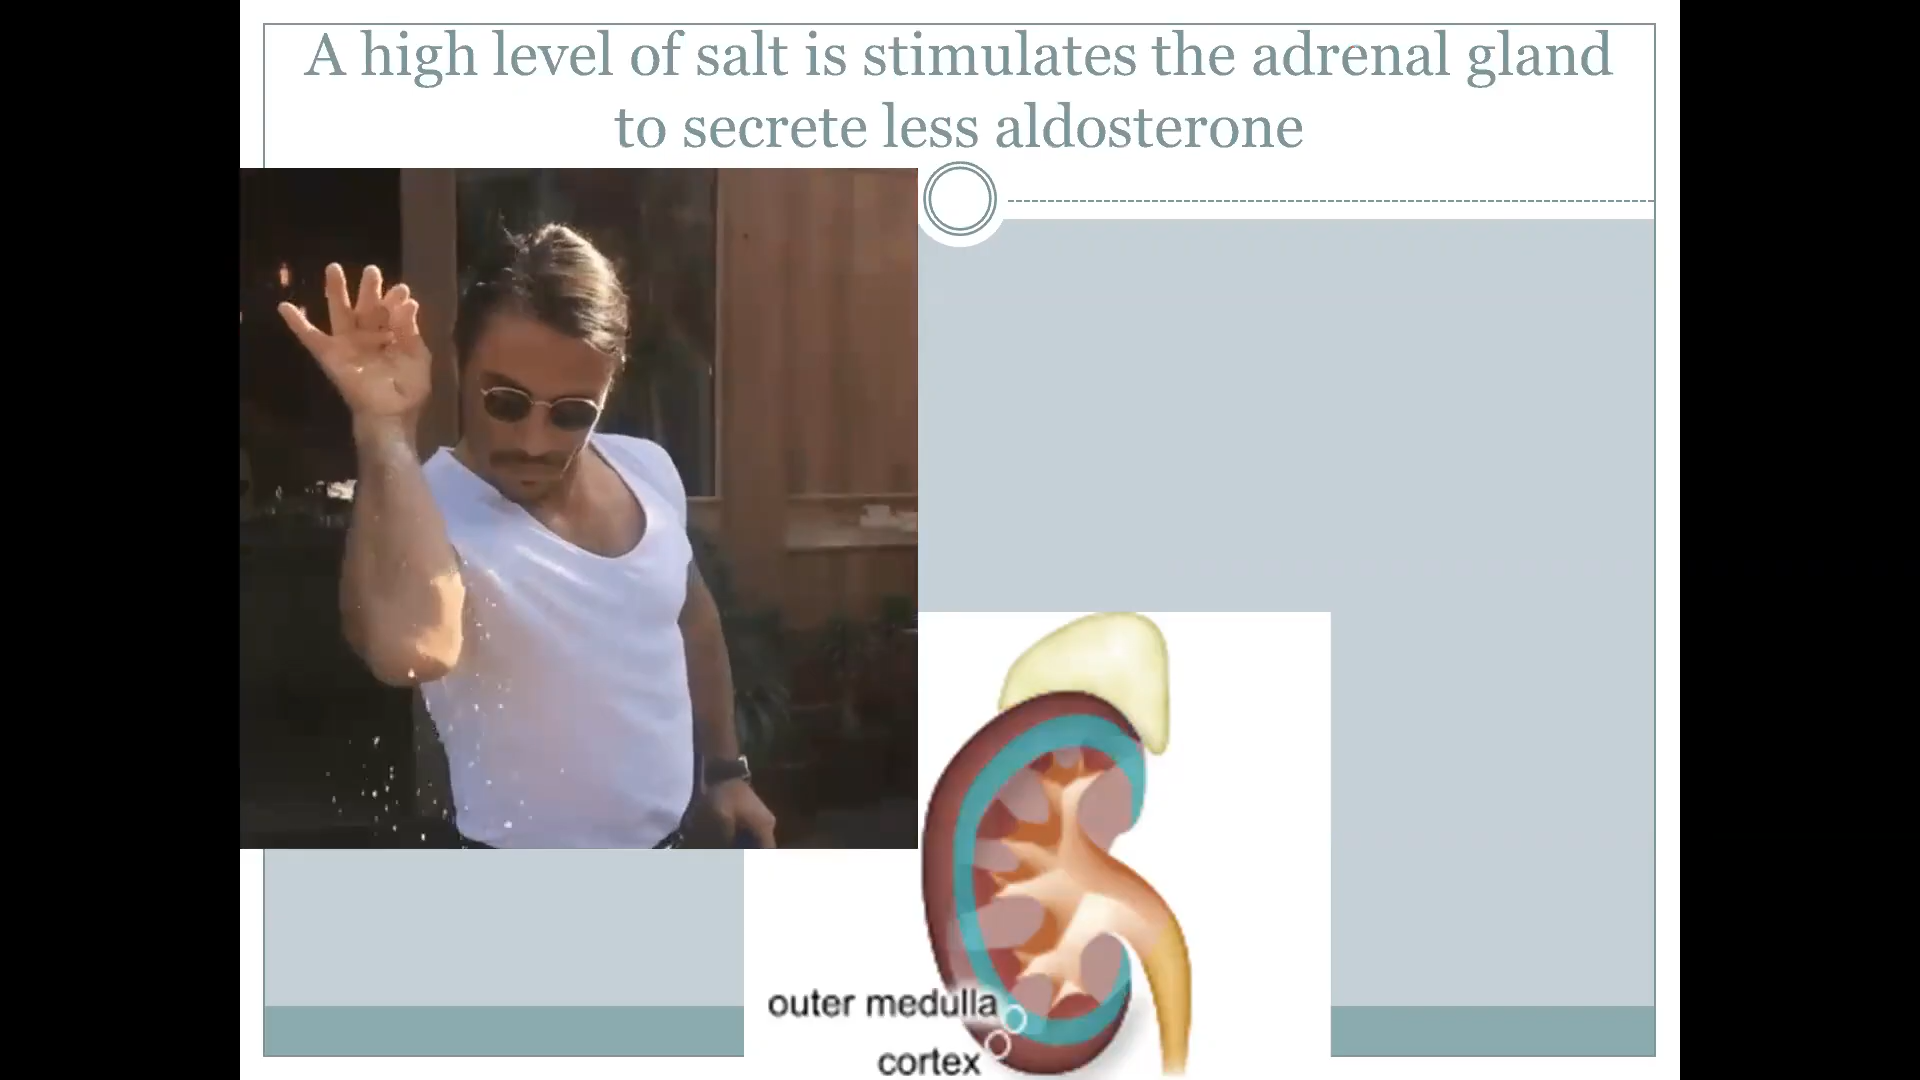 A high level of salt is stimulates the adrenal gland
to secrete less aldosterone
outer medulla
cortex